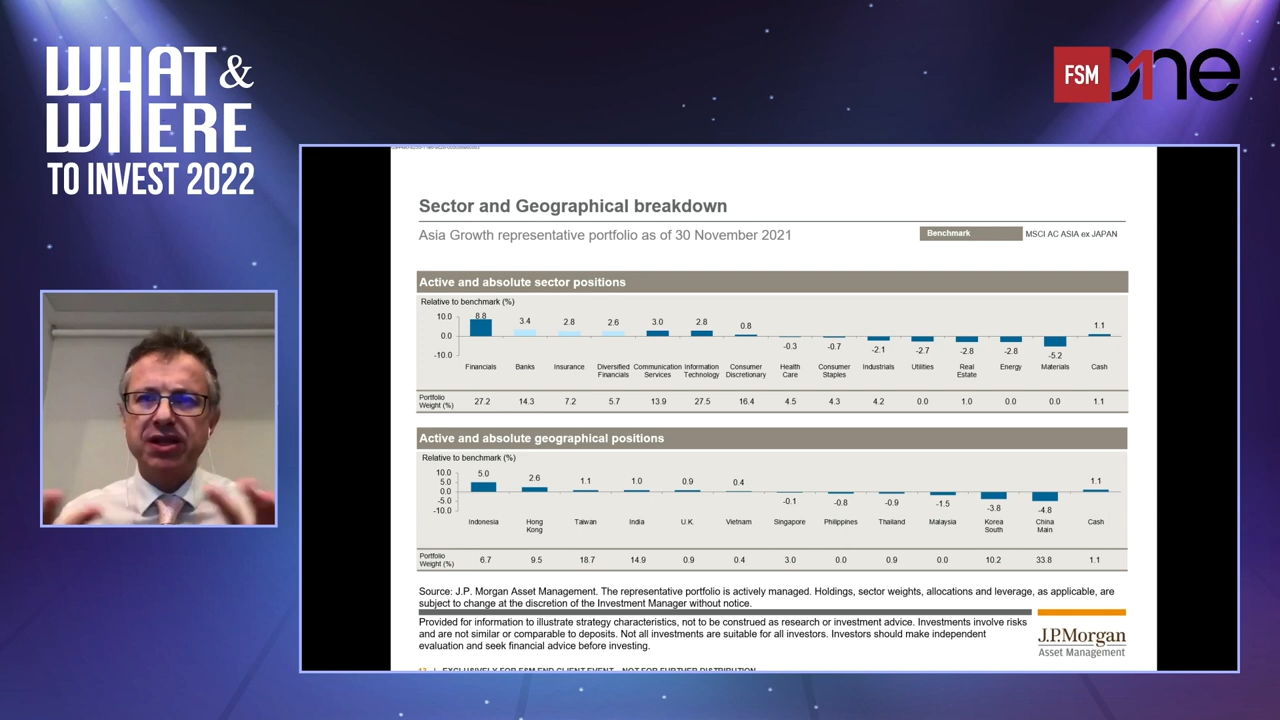 WHAT &
WHERE
TO INVEST 2022
FSM one
Sector and Geographical breakdown
Asia Growth representative portfolio as of 30 November 2021
Benchmark MSCI AC ASIA ex JAPAN
Active and absolute sector positions
Relative to benchmark (%)
10.0 0.0 -10.0
8.8 3.4 2.8 2.6 3.0 2.8 0.8 -0.3 -0.7 -2.1 -2.7 -2.8 -2.8 -5.2 1.1
Financials Banks Insurance Diversified Financials Communication Services Information Technology Consumer Discretionary Health Care Consumer Staples Industrials Utilities Real Estate Energy Materials Cash
Portfolio Weight (%) 27.2 14.3 7.2 5.7 13.9 27.5 16.4 4.5 4.3 4.2 0.0 1.0 0.0 0.0 1.1
Active and absolute geographical positions
Relative to benchmark (%)
10.0 5.0 0.0 -5.0 -10.0
5.0 2.6 1.1 1.0 0.9 0.4 -0.1 -0.8 -0.9 -1.5 -3.8 -4.8 1.1
Indonesia Hong Kong Taiwan India U.K. Vietnam Singapore Philippines Thailand Malaysia Korea South China Main Cash
Portfolio Weight (%) 6.7 9.5 18.7 14.9 0.9 0.4 3.0 0.0 0.9 0.0 10.2 33.8 1.1
Source: J.P. Morgan Asset Management. The representative portfolio is actively managed. Holdings, sector weights, allocations and leverage, as applicable, are
subject to change at the discretion of the Investment Manager without notice.
Provided for information to illustrate strategy characteristics, not to be construed as research or investment advice. Investments involve risks
and are not similar or comparable to deposits. Not all investments are suitable for all investors. Investors should make independent
evaluation and seek financial advice before investing.
J.P.Morgan
Asset Management
EXCLUSIVELY FOR FSM END CLIENT EVENT – NOT FOR FURTHER DISTRIBUTION